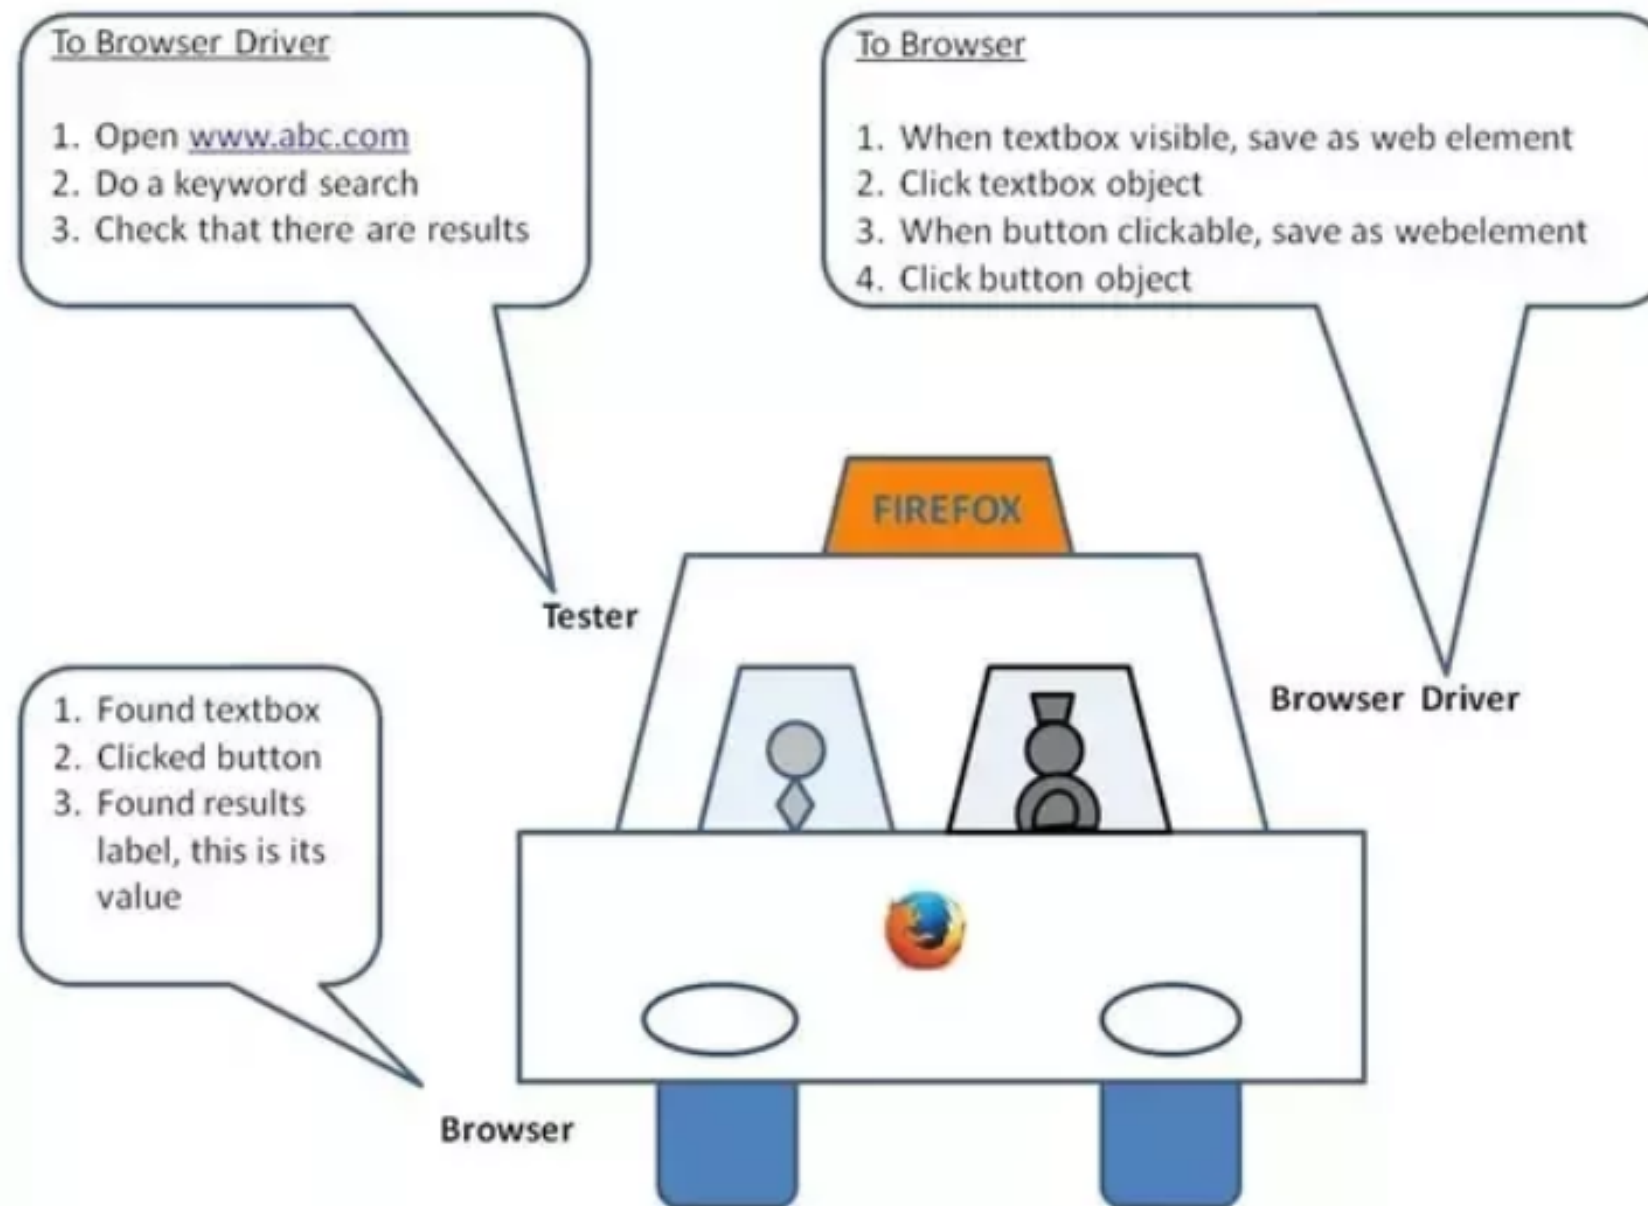 To Browser Driver
1. Open www.abc.com
2. Do a keyword search
3. Check that there are results
To Browser
1. When textbox visible, save as web element
2. Click textbox object
3. When button clickable, save as webelement
4. Click button object
FIREFOX
Tester
Browser Driver
1. Found textbox
2. Clicked button
3. Found results
label, this is its
value
Browser